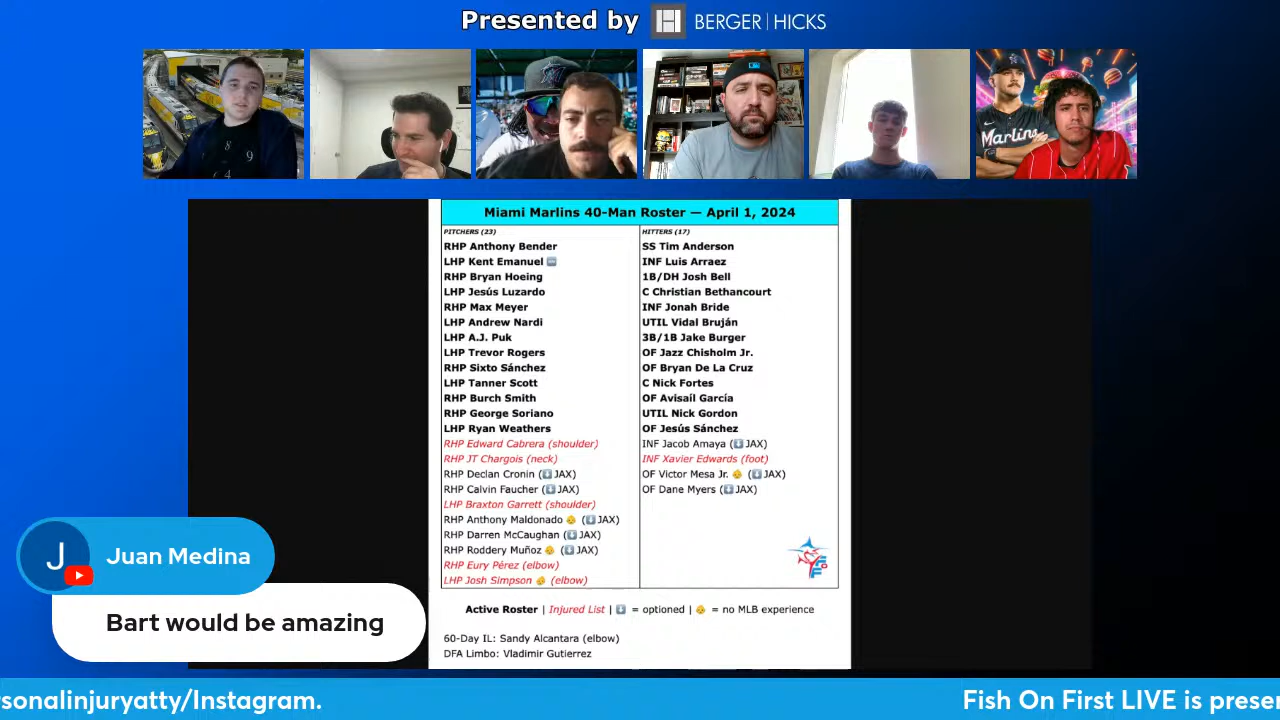 Presented by BERGER HICKS
Marlins
Miami Marlins 40-Man Roster — April 1, 2024
PITCHERS (23)
RHP Anthony Bender
LHP Kent Emanuel
RHP Bryan Hoeing
LHP Jesús Luzardo
RHP Max Meyer
LHP Andrew Nardi
LHP A.J. Puk
LHP Trevor Rogers
RHP Sixto Sánchez
LHP Tanner Scott
RHP Burch Smith
RHP George Soriano
LHP Ryan Weathers
RHP Edward Cabrera (shoulder)
RHP JT Chargois (neck)
RHP Declan Cronin (⬇️JAX)
RHP Calvin Faucher (⬇️JAX)
LHP Braxton Garrett (shoulder)
RHP Anthony Maldonado 👶 (⬇️JAX)
RHP Darren McCaughan (⬇️JAX)
RHP Roddery Muñoz 👶 (⬇️JAX)
RHP Eury Pérez (elbow)
LHP Josh Simpson 👶 (elbow)
HITTERS (17)
SS Tim Anderson
INF Luis Arraez
1B/DH Josh Bell
C Christian Bethancourt
INF Jonah Bride
UTIL Vidal Bruján
3B/1B Jake Burger
OF Jazz Chisholm Jr.
OF Bryan De La Cruz
C Nick Fortes
OF Avisaíl García
UTIL Nick Gordon
OF Jesús Sánchez
INF Jacob Amaya (⬇️JAX)
INF Xavier Edwards (foot)
OF Victor Mesa Jr. 👶 (⬇️JAX)
OF Dane Myers (⬇️JAX)
Active Roster | Injured List | ⬇️ = optioned | 👶 = no MLB experience
60-Day IL: Sandy Alcantara (elbow)
DFA Limbo: Vladimir Gutierrez
J Juan Medina
Bart would be amazing
rsonalinjuryatty/Instagram. Fish On First LIVE is presen